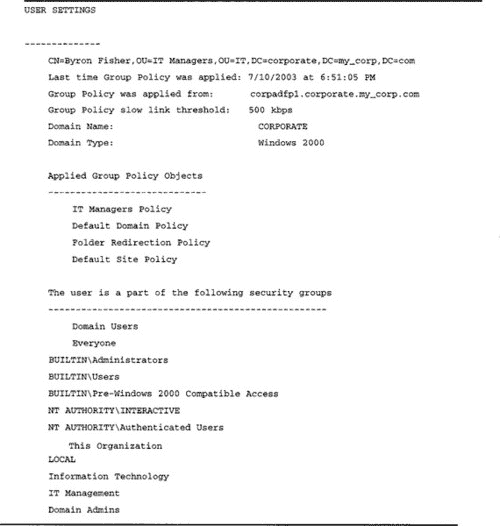 USER SETTINGS
--------------
CN=Byron Fisher,OU=IT Managers,OU=IT,DC=corporate,DC=my_corp,DC=com
Last time Group Policy was applied: 7/10/2003 at 6:51:05 PM
Group Policy was applied from: corpadfp1.corporate.my_corp.com
Group Policy slow link threshold: 500 kbps
Domain Name: CORPORATE
Domain Type: Windows 2000
Applied Group Policy Objects
-----------------------------
IT Managers Policy
Default Domain Policy
Folder Redirection Policy
Default Site Policy
The user is a part of the following security groups
---------------------------------------------------
Domain Users
Everyone
BUILTIN\Administrators
BUILTIN\Users
BUILTIN\Pre-Windows 2000 Compatible Access
NT AUTHORITY\INTERACTIVE
NT AUTHORITY\Authenticated Users
This Organization
LOCAL
Information Technology
IT Management
Domain Admins